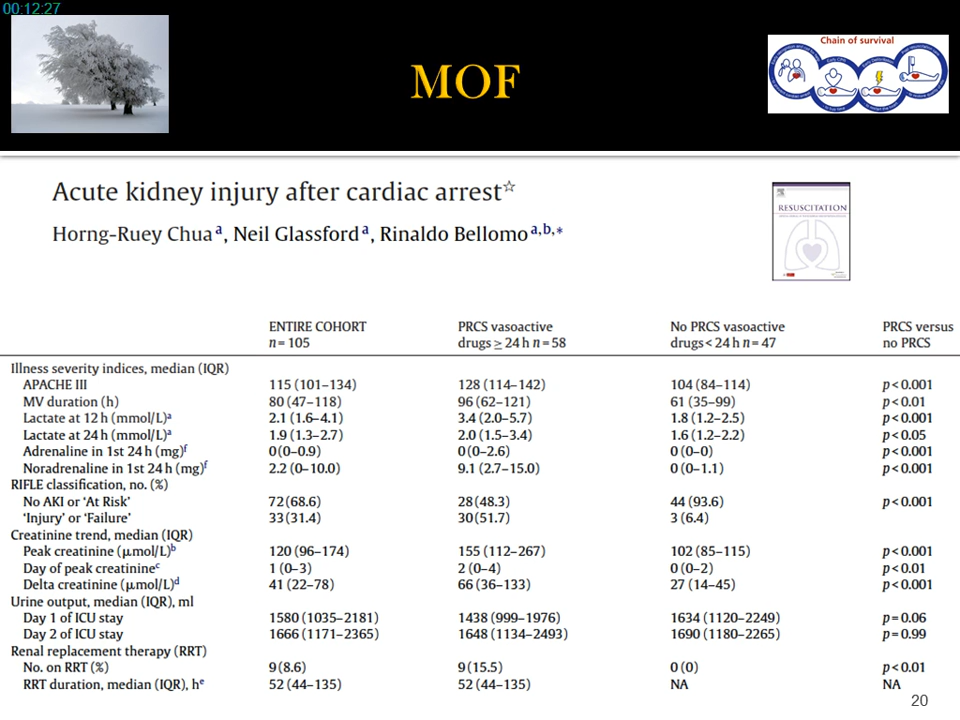 00:12:27
MOF
Chain of survival
Acute kidney injury after cardiac arrest☆
Horng-Ruey Chua a, Neil Glassford a, Rinaldo Bellomo a,b,*
RESUSCITATION
ENTIRE COHORT PRCS vasoactive No PRCS vasoactive PRCS versus
n = 105 drugs ≥ 24 h n = 58 drugs < 24 h n = 47 no PRCS
Illness severity indices, median (IQR)
APACHE III 115 (101–134) 128 (114–142) 104 (84–114) p < 0.001
MV duration (h) 80 (47–118) 96 (62–121) 61 (35–99) p < 0.01
Lactate at 12 h (mmol/L)a 2.1 (1.6–4.1) 3.4 (2.0–5.7) 1.8 (1.2–2.5) p < 0.001
Lactate at 24 h (mmol/L)a 1.9 (1.3–2.7) 2.0 (1.5–3.4) 1.6 (1.2–2.2) p < 0.05
Adrenaline in 1st 24 h (mg)f 0 (0–0.9) 0 (0–2.6) 0 (0–0) p < 0.001
Noradrenaline in 1st 24 h (mg)f 2.2 (0–10.0) 9.1 (2.7–15.0) 0 (0–1.1) p < 0.001
RIFLE classification, no. (%)
No AKI or ‘At Risk’ 72 (68.6) 28 (48.3) 44 (93.6) p < 0.001
‘Injury’ or ‘Failure’ 33 (31.4) 30 (51.7) 3 (6.4)
Creatinine trend, median (IQR)
Peak creatinine (μmol/L)b 120 (96–174) 155 (112–267) 102 (85–115) p < 0.001
Day of peak creatininec 1 (0–3) 2 (0–4) 0 (0–2) p < 0.01
Delta creatinine (μmol/L)d 41 (22–78) 66 (36–133) 27 (14–45) p < 0.001
Urine output, median (IQR), ml
Day 1 of ICU stay 1580 (1035–2181) 1438 (999–1976) 1634 (1120–2249) p = 0.06
Day 2 of ICU stay 1666 (1171–2365) 1648 (1134–2493) 1690 (1180–2265) p = 0.99
Renal replacement therapy (RRT)
No. on RRT (%) 9 (8.6) 9 (15.5) 0 (0) p < 0.01
RRT duration, median (IQR), he 52 (44–135) 52 (44–135) NA NA
20